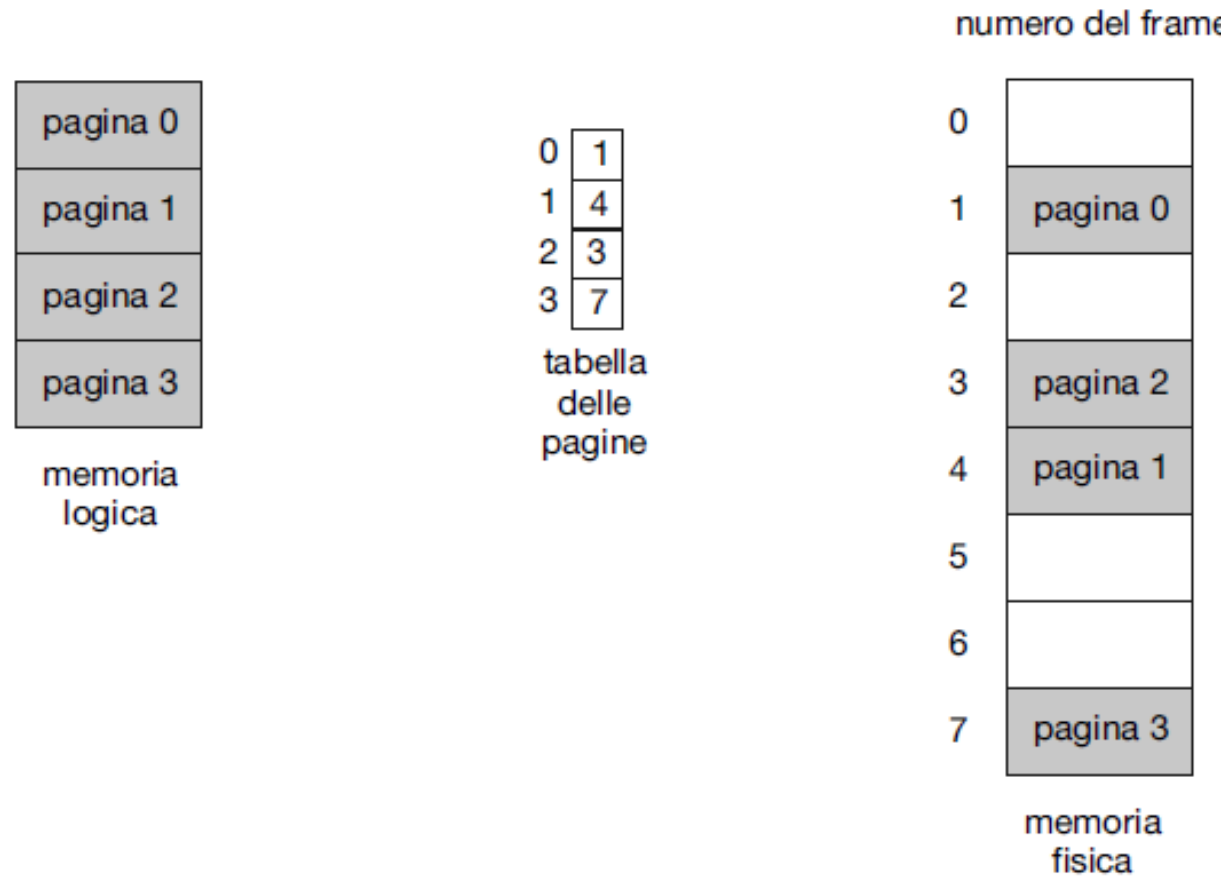 numero del frame
pagina 0
pagina 1
pagina 2
pagina 3
memoria
logica
0 1
1 4
2 3
3 7
tabella
delle
pagine
0
1 pagina 0
2
3 pagina 2
4 pagina 1
5
6
7 pagina 3
memoria
fisica